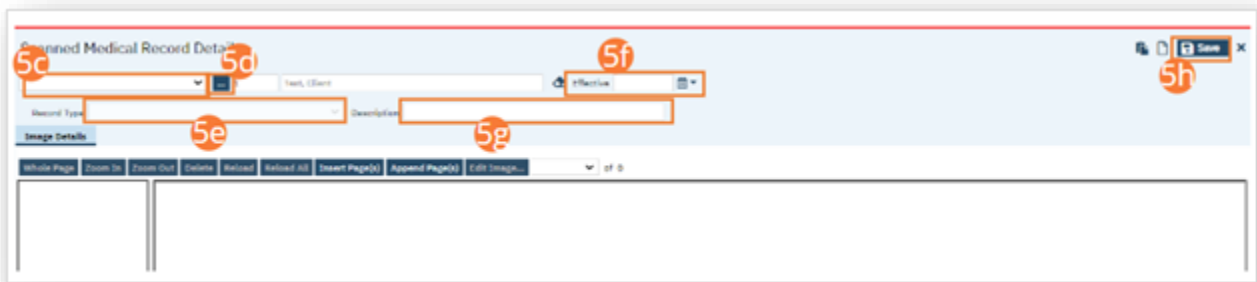 Scanned Medical Record Details
Save
5c
5d
5f
5h
Test, Client
Effective
Record Type
Description
5e
5g
Image Details
Whole Page Zoom In Zoom Out Delete Reload Reload All Insert Page(s) Append Page(s) Edit Image... of 0